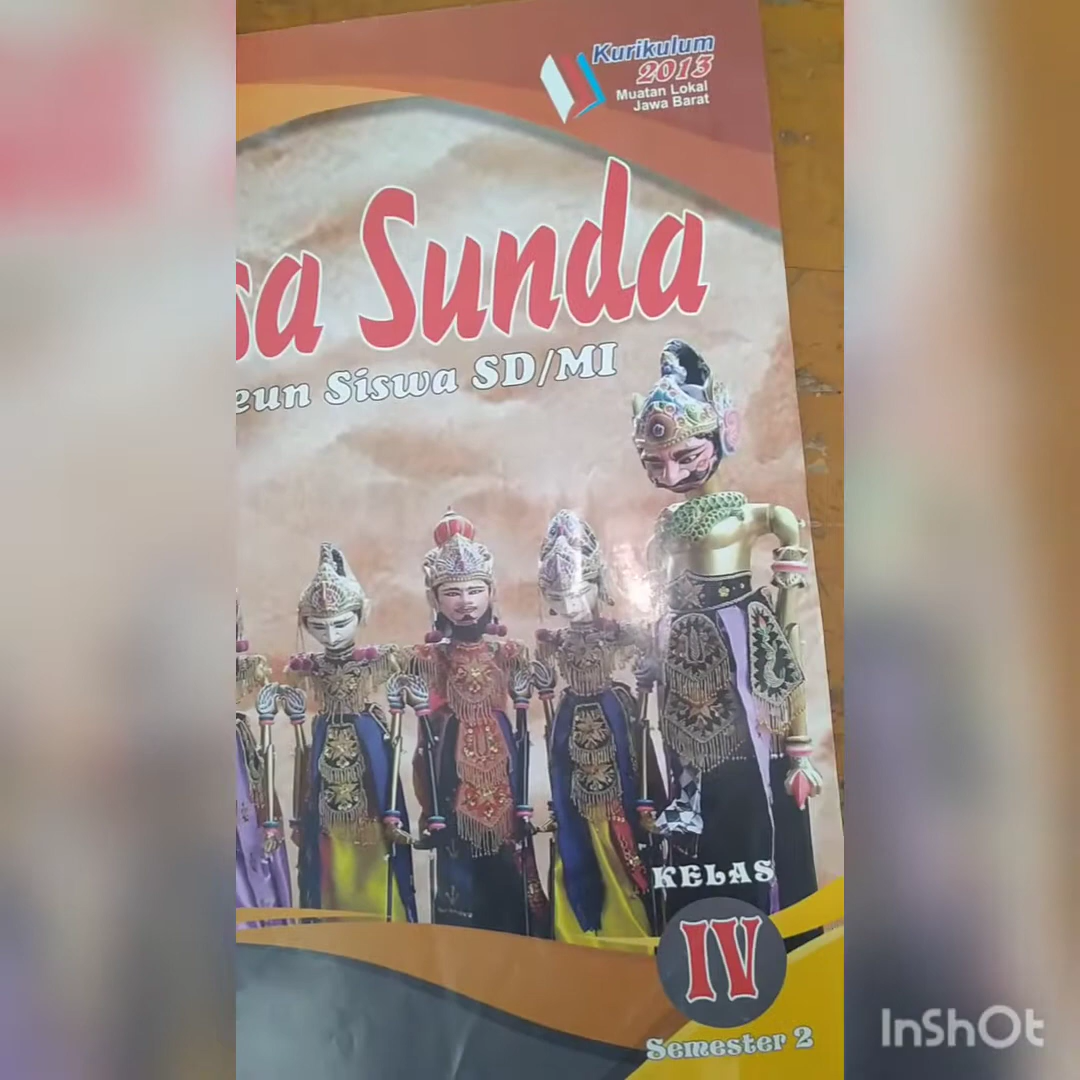 Kurikulum
2013
Muatan Lokal
Jawa Barat
sa Sunda
eun Siswa SD/MI
KELAS
IV
Semester 2
InShOt